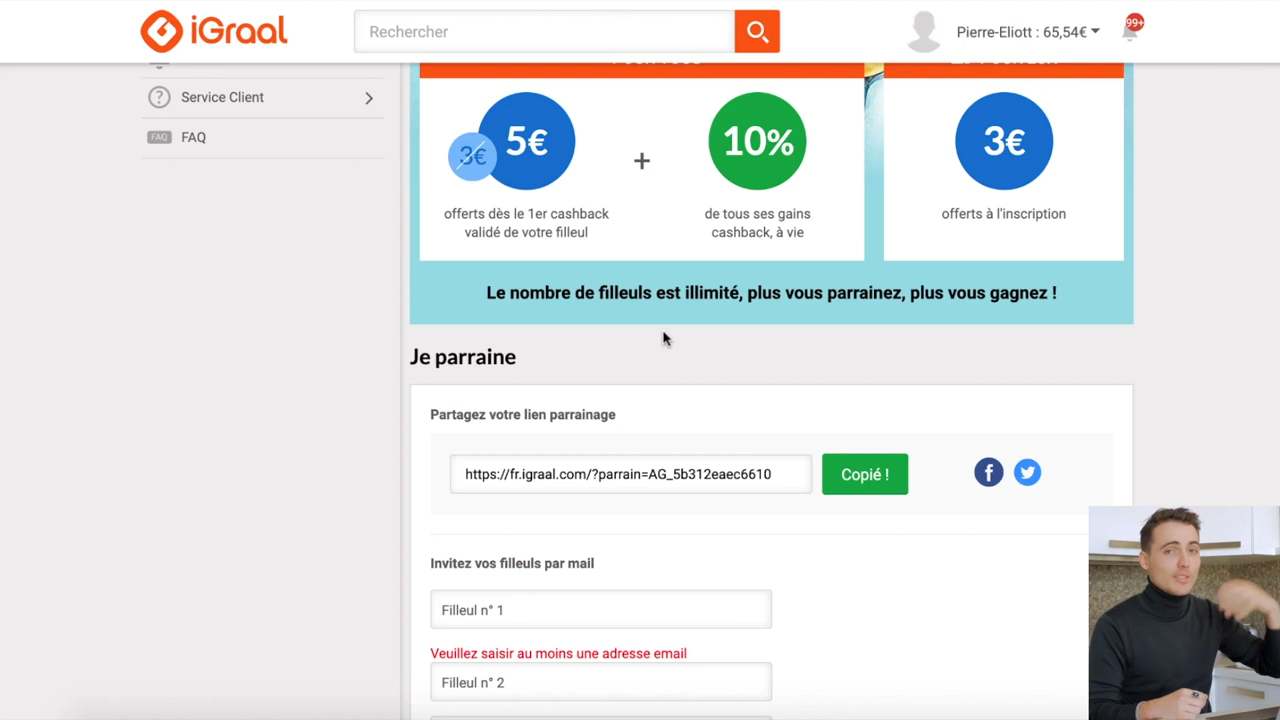 iGraal
Rechercher
Pierre-Eliott : 65,54€
99+
Service Client
FAQ
FAQ
3€
5€
+
10%
3€
offerts dès le 1er cashback
validé de votre filleul
de tous ses gains
cashback, à vie
offerts à l'inscription
Le nombre de filleuls est illimité, plus vous parrainez, plus vous gagnez !
Je parraine
Partagez votre lien parrainage
https://fr.igraal.com/?parrain=AG_5b312eaec6610
Copié !
Invitez vos filleuls par mail
Filleul n° 1
Veuillez saisir au moins une adresse email
Filleul n° 2